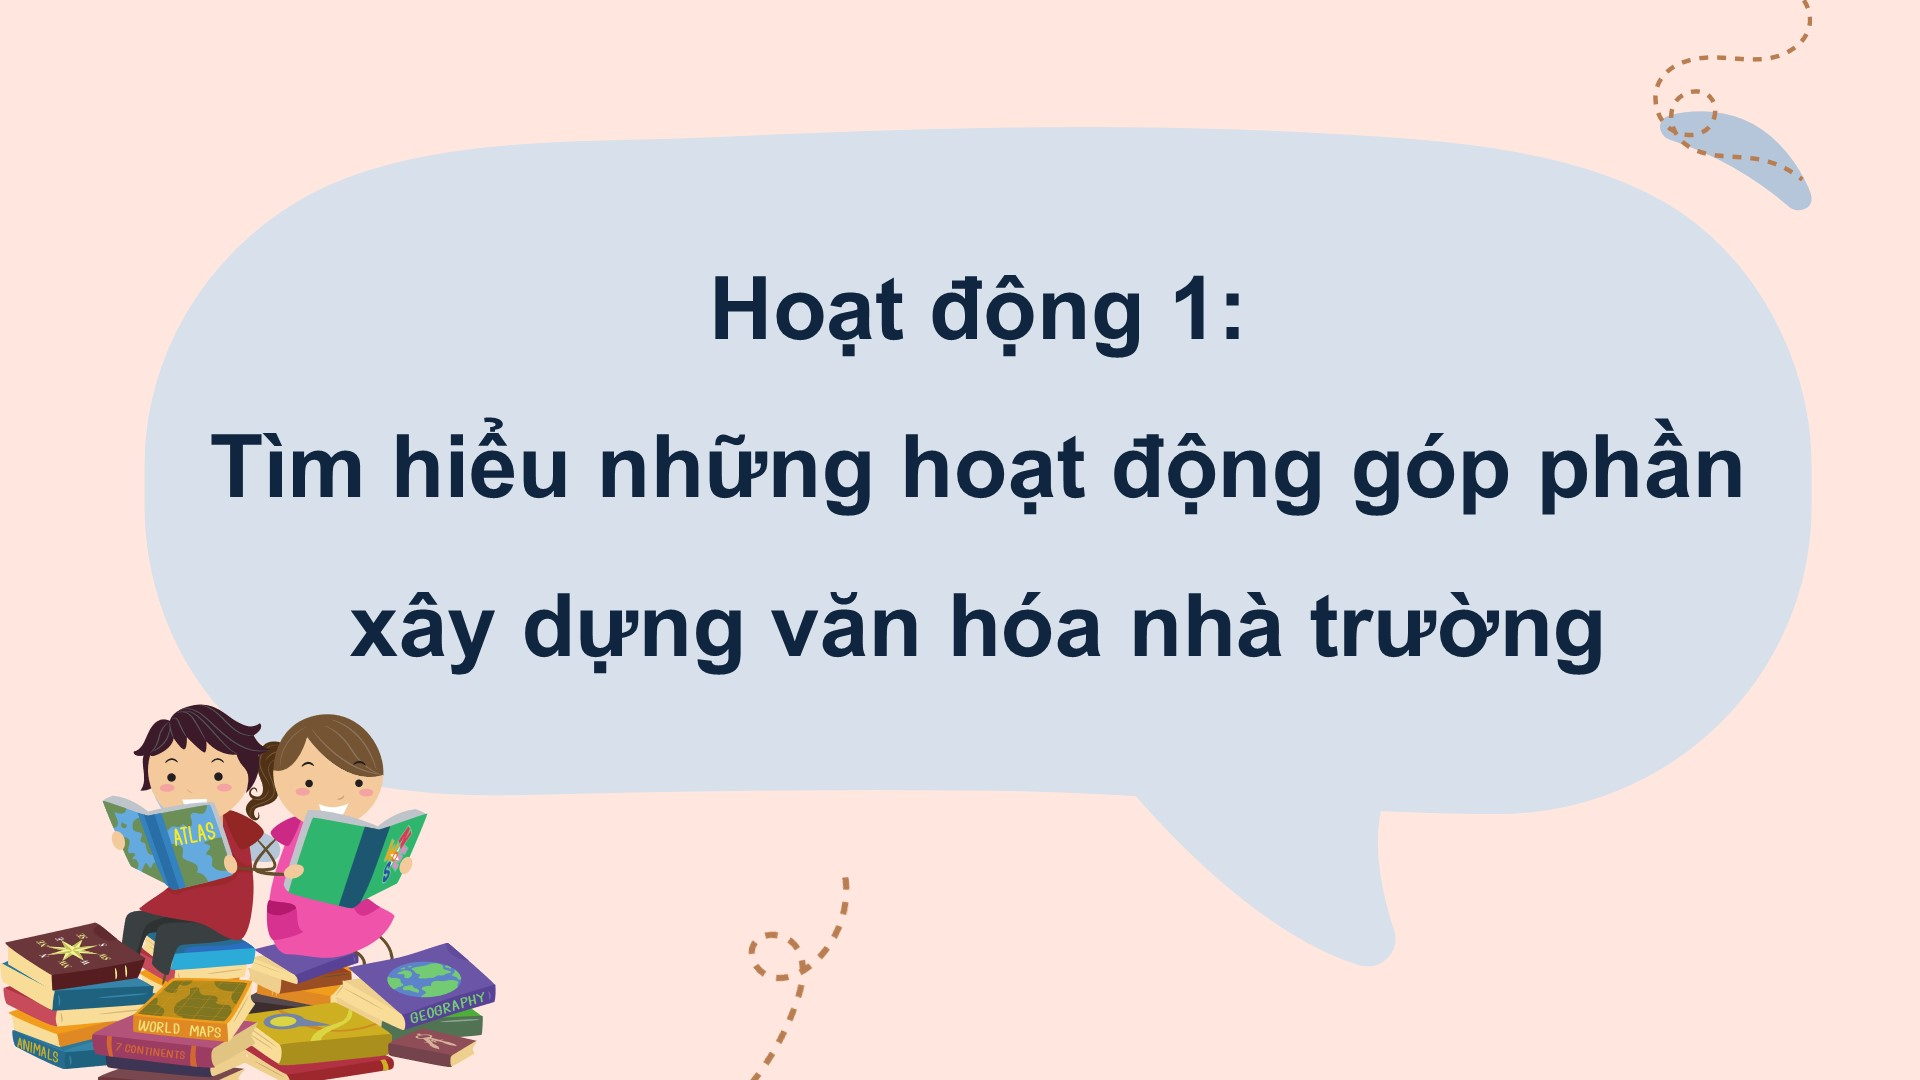 Hoạt động 1:
Tìm hiểu những hoạt động góp phần
xây dựng văn hóa nhà trường
ATLAS
GEOGRAPHY
WORLD MAPS
7 CONTINENTS
ANIMALS